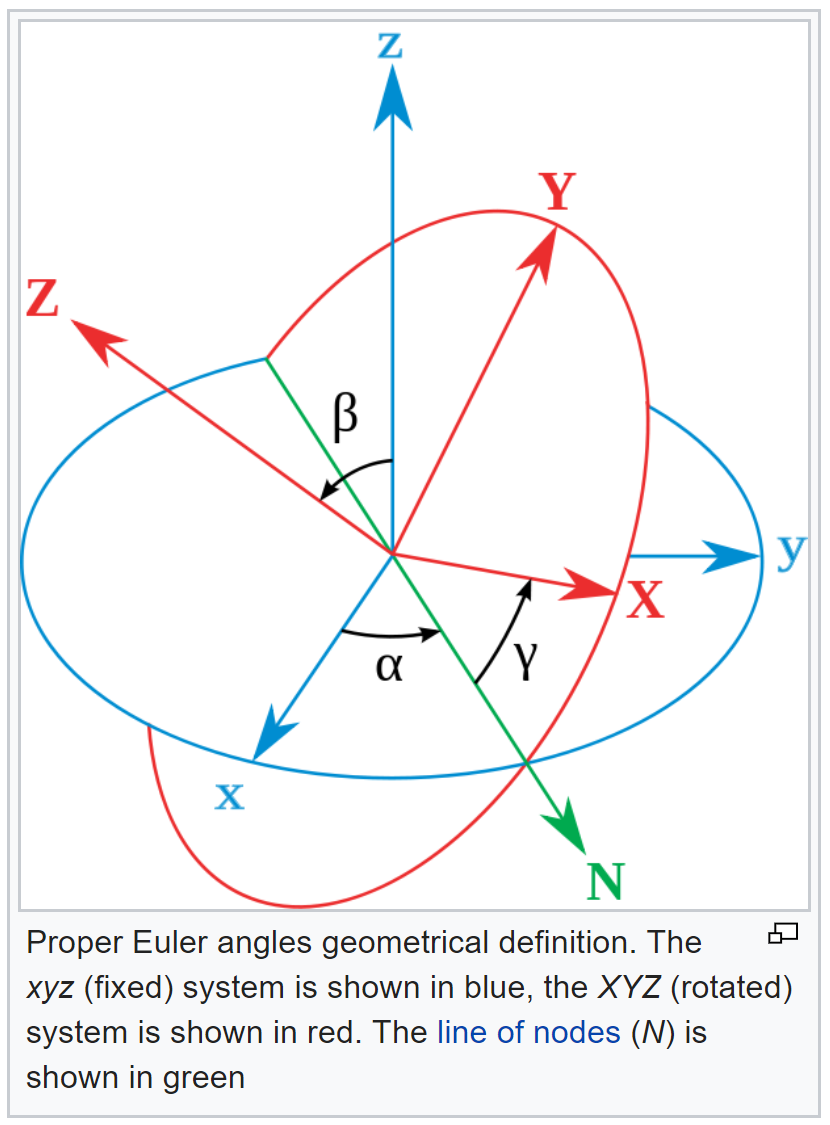 z
Y
Z
β
y
X
α
γ
x
N
Proper Euler angles geometrical definition. The
xyz (fixed) system is shown in blue, the XYZ (rotated)
system is shown in red. The line of nodes (N) is
shown in green